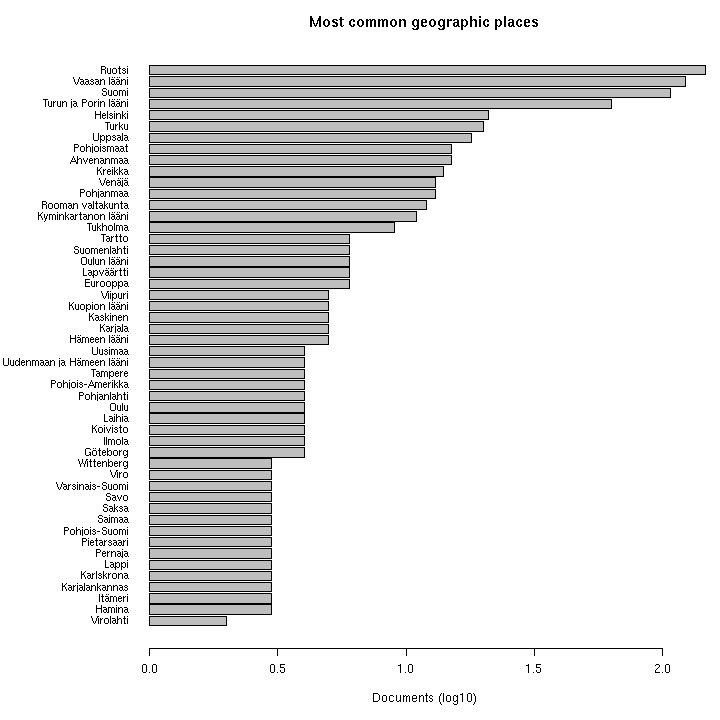 Most common geographic places
Ruotsi
Vaasan lääni
Suomi
Turun ja Porin lääni
Helsinki
Turku
Uppsala
Pohjoismaat
Ahvenanmaa
Kreikka
Venäjä
Pohjanmaa
Rooman valtakunta
Kyminkartanon lääni
Tukholma
Tartto
Suomenlahti
Oulun lääni
Lapväärtti
Eurooppa
Viipuri
Kuopion lääni
Kaskinen
Karjala
Hämeen lääni
Uusimaa
Uudenmaan ja Hämeen lääni
Tampere
Pohjois-Amerikka
Pohjanlahti
Oulu
Laihia
Koivisto
Ilmola
Göteborg
Wittenberg
Viro
Varsinais-Suomi
Savo
Saksa
Saimaa
Pohjois-Suomi
Pietarsaari
Pernaja
Lappi
Karlskrona
Karjalankannas
Itämeri
Hamina
Virolahti
0.0 0.5 1.0 1.5 2.0
Documents (log10)